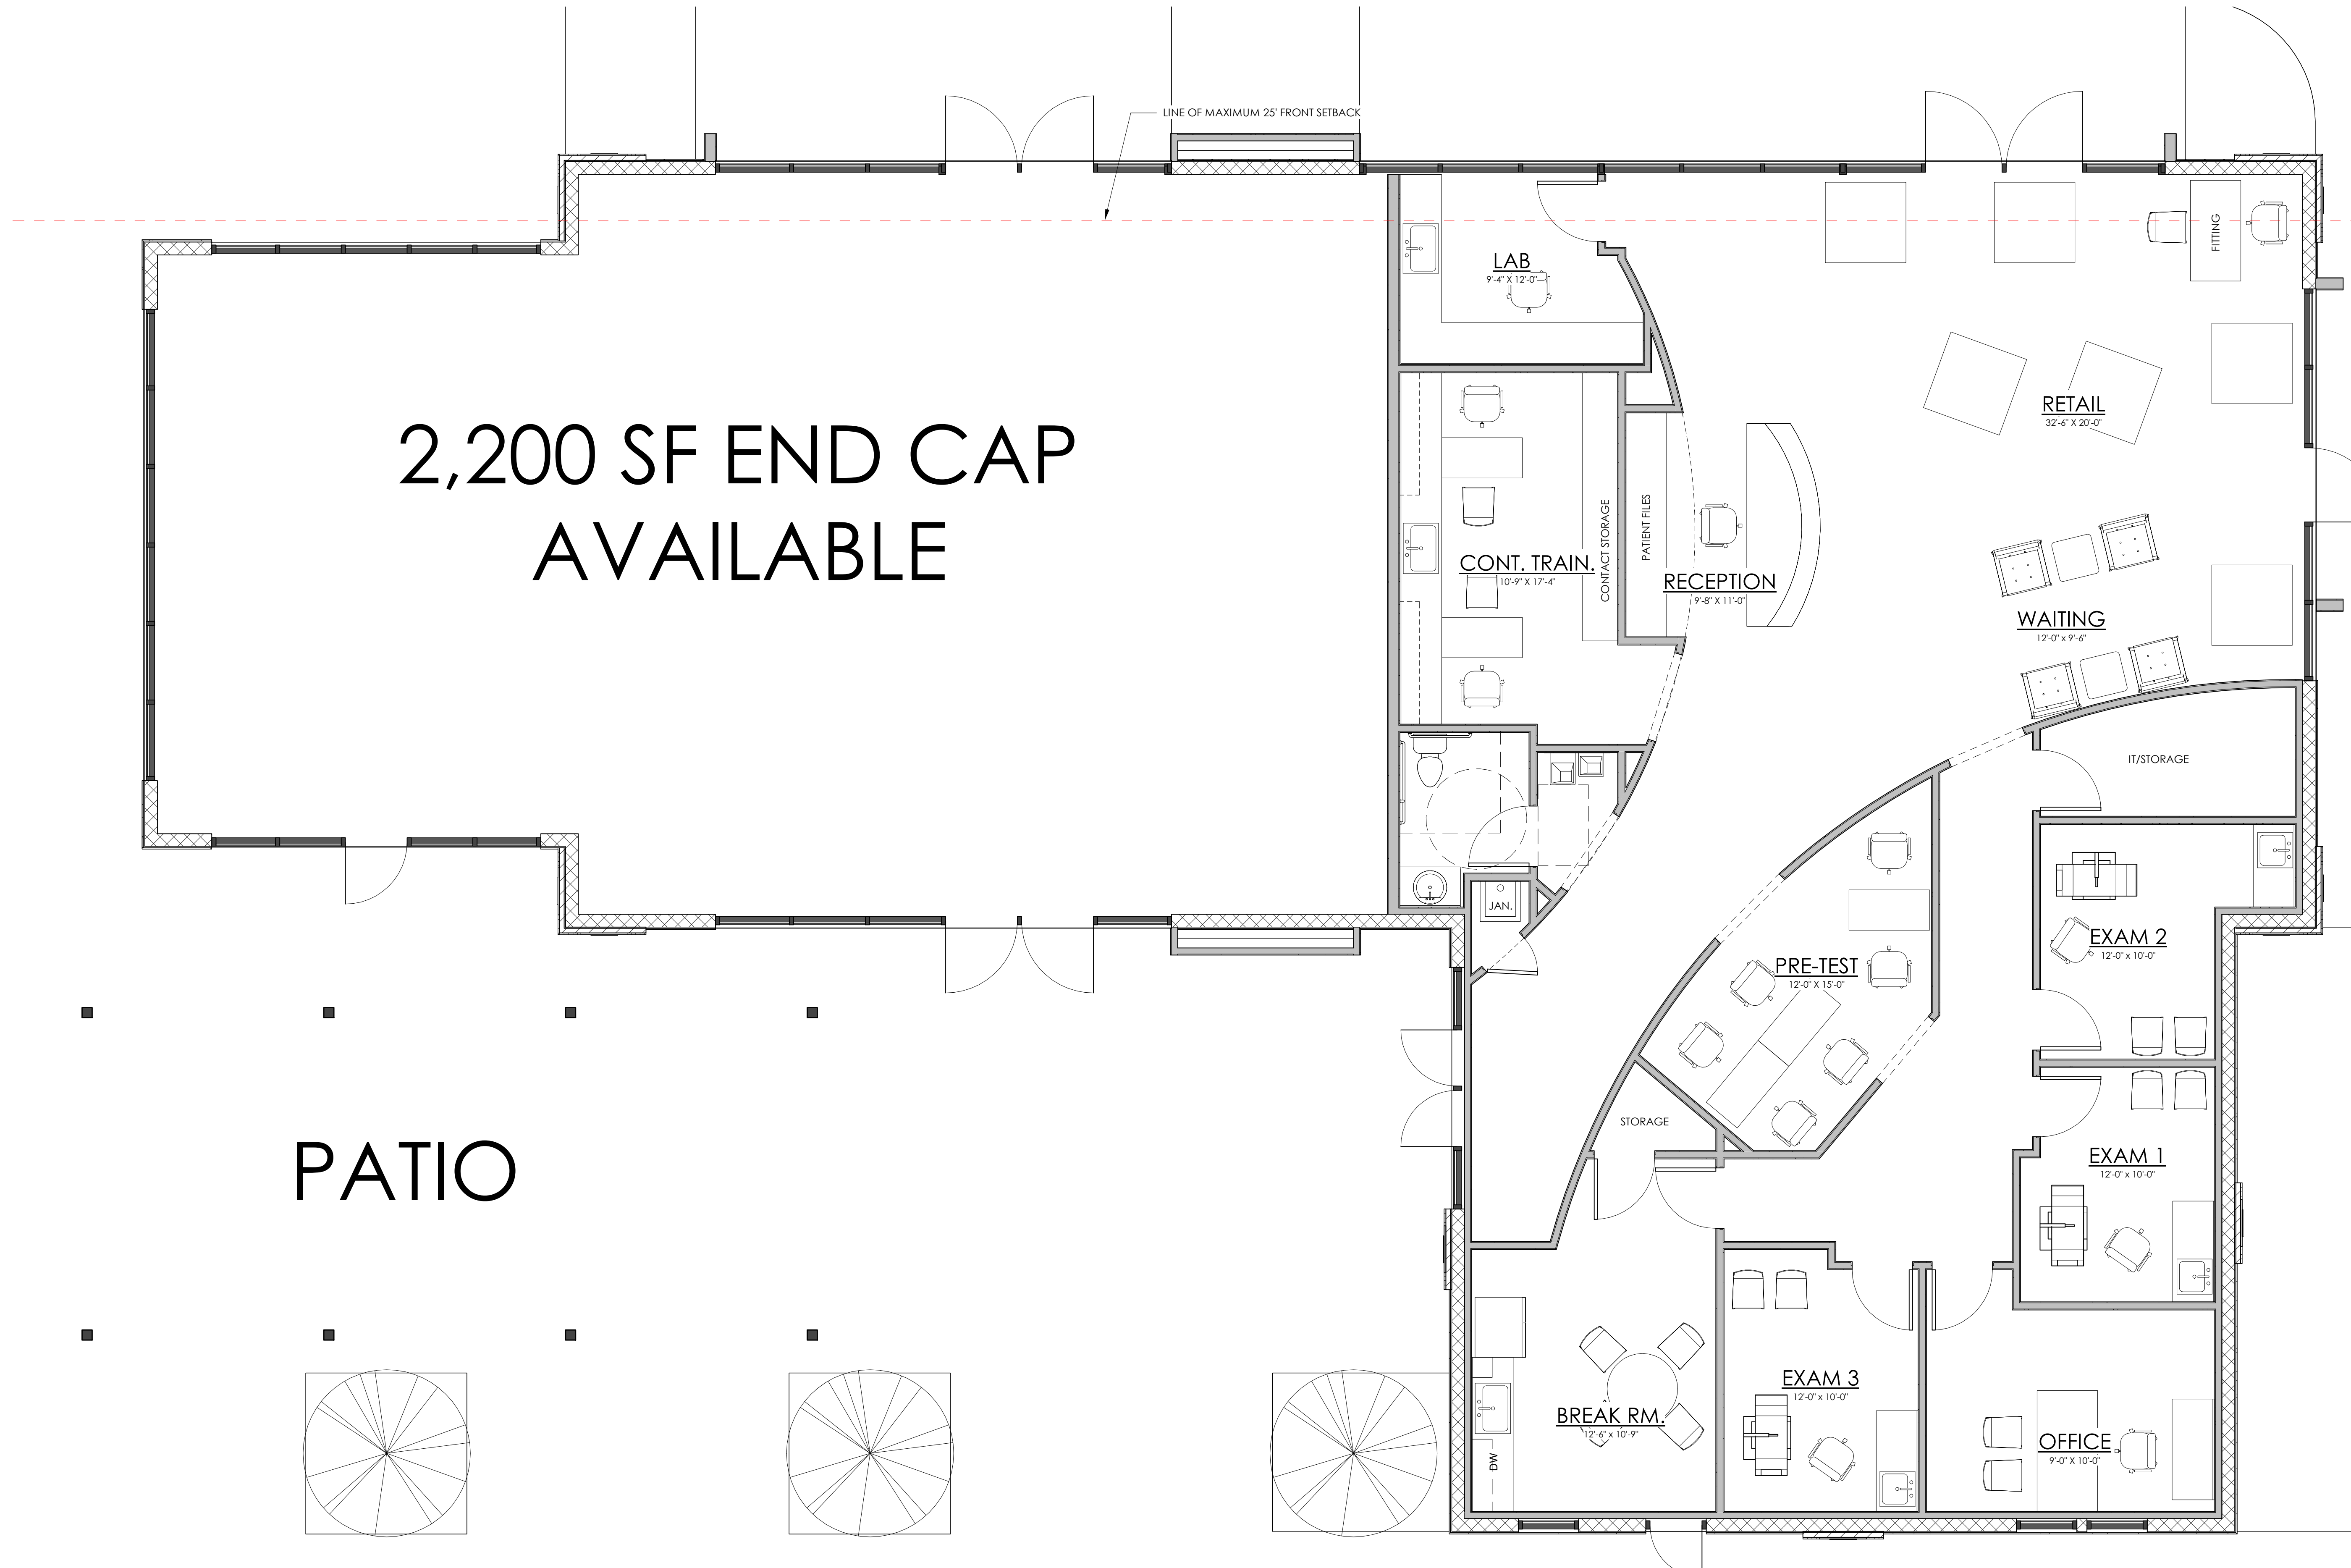 LINE OF MAXIMUM 25' FRONT SETBACK
FITTING
LAB
9'-4" X 12'-0"
2,200 SF END CAP
AVAILABLE
RETAIL
32'-6" X 20'-0"
CONTACT STORAGE
PATIENT FILES
CONT. TRAIN.
10'-9" X 17'-4"
RECEPTION
9'-8" X 11'-0"
WAITING
12'-0" x 9'-6"
IT/STORAGE
JAN.
EXAM 2
12'-0" x 10'-0"
PRE-TEST
12'-0" X 15'-0"
STORAGE
PATIO
EXAM 1
12'-0" x 10'-0"
EXAM 3
12'-0" x 10'-0"
BREAK RM.
12'-6" x 10'-9"
DW
OFFICE
9'-0" X 10'-0"